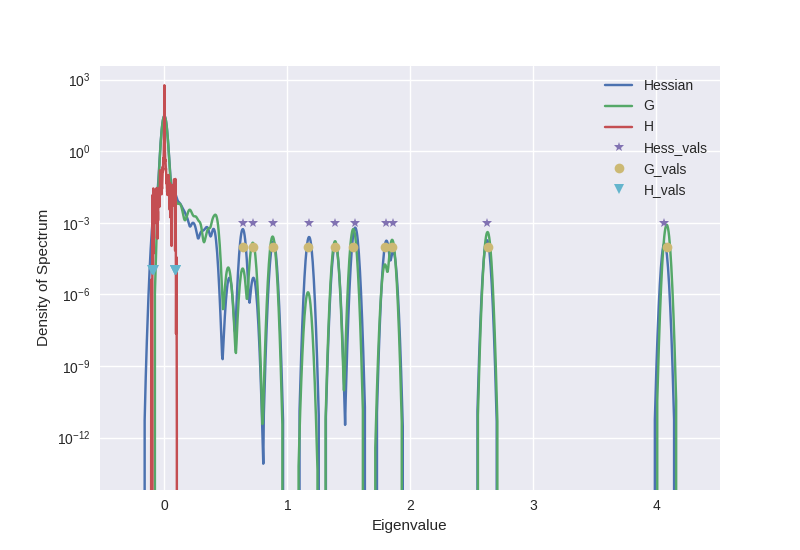 10^3
10^0
10^−3
10^−6
10^−9
10^−12
Density of Spectrum
Hessian
G
H
Hess_vals
G_vals
H_vals
0 1 2 3 4
Eigenvalue